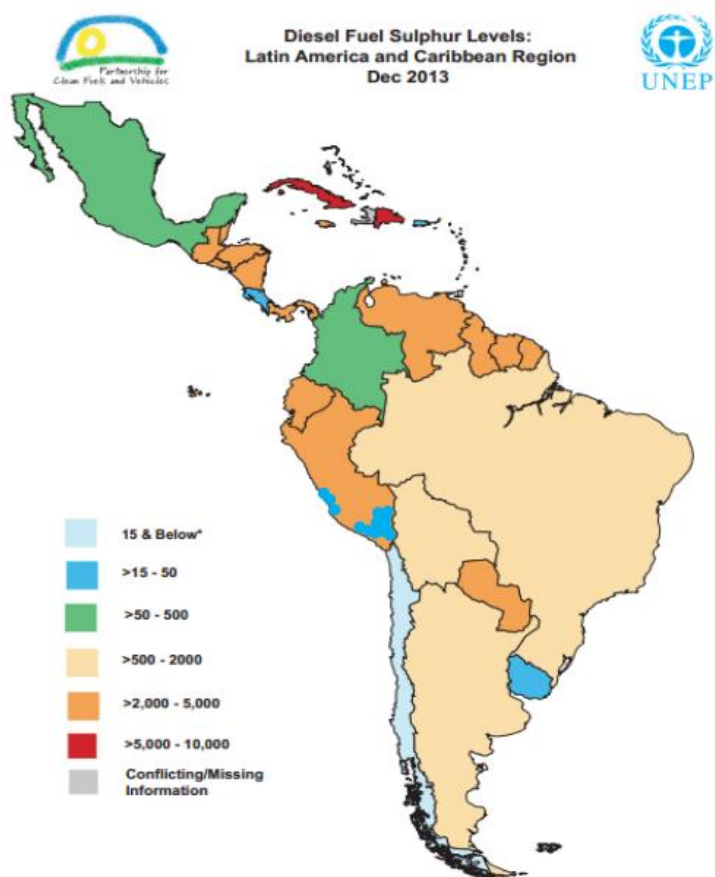 Partnership for
Clean Fuels and Vehicles
Diesel Fuel Sulphur Levels:
Latin America and Caribbean Region
Dec 2013
UNEP
15 & Below*
>15 - 50
>50 - 500
>500 - 2000
>2,000 - 5,000
>5,000 - 10,000
Conflicting/Missing
Information